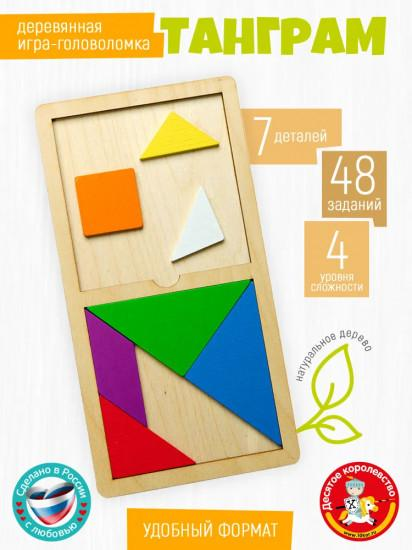 деревянная
игра-головоломка
ТАНГРАМ
7 деталей
48
заданий
4
уровня
сложности
натуральное дерево
Сделано в России
с любовью
Десятое королевство
УДОБНЫЙ ФОРМАТ